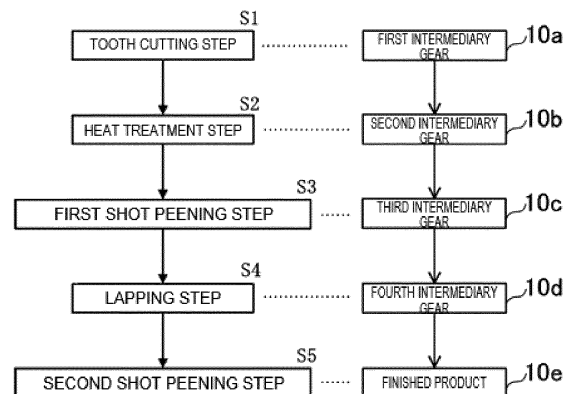 S1
TOOTH CUTTING STEP
FIRST INTERMEDIARY
GEAR
10a
S2
HEAT TREATMENT STEP
SECOND INTERMEDIARY
GEAR
10b
S3
FIRST SHOT PEENING STEP
THIRD INTERMEDIARY
GEAR
10c
S4
LAPPING STEP
FOURTH INTERMEDIARY
GEAR
10d
S5
SECOND SHOT PEENING STEP
FINISHED PRODUCT
10e